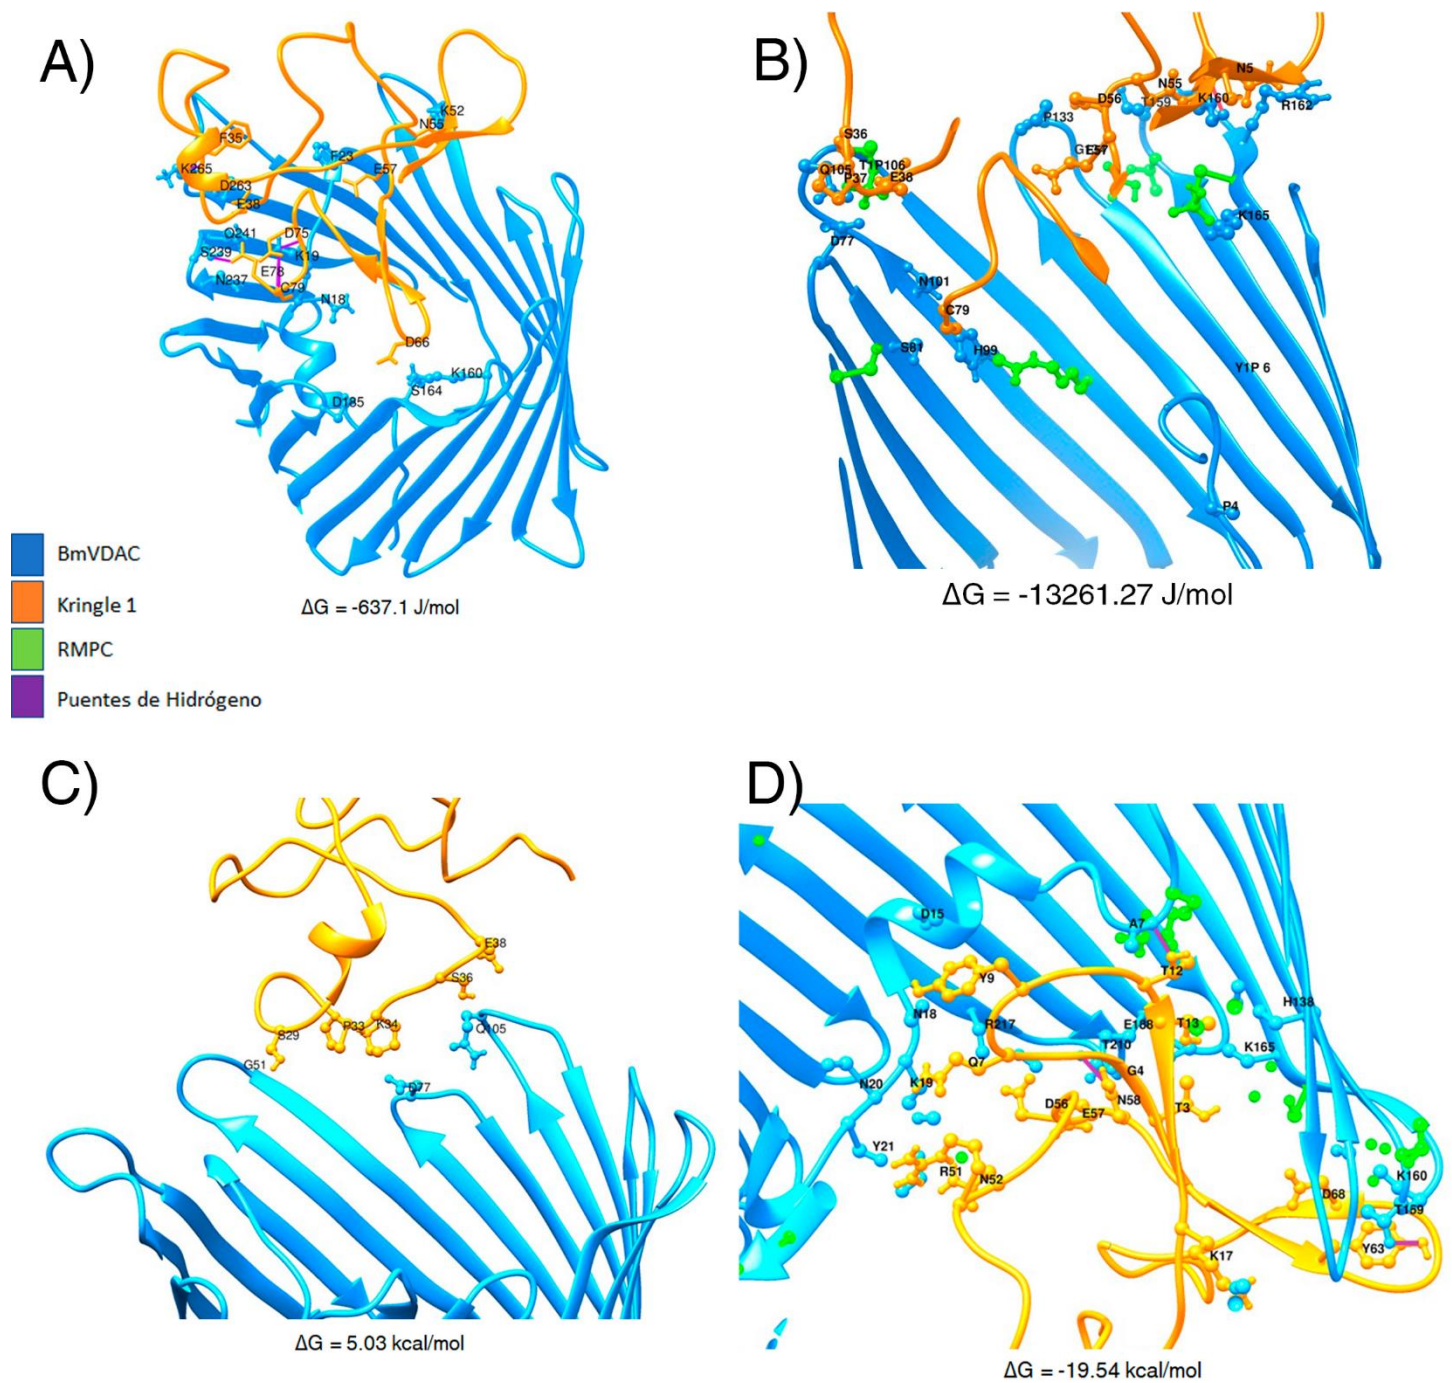 A)
K52
N55
F35
F23
K265
E57
D263
E38
Q241
D75
S239
K19
E78
N237
C79
N18
D66
K160
S164
D185
ΔG = -637.1 J/mol
BmVDAC
Kringle 1
RMPC
Puentes de Hidrógeno
B)
N5
N55
D56
T159
K160
R162
P133
S36
E57
Q105
T1P106
P37
E38
K165
D77
N101
C79
S81
H99
Y1P 6
P4
ΔG = -13261.27 J/mol
C)
E38
S36
P33
K34
S29
Q105
G51
D77
ΔG = 5.03 kcal/mol
D)
D15
A7
T12
Y9
H138
N18
R217
E188
T13
T210
K165
Q7
G4
N20
K19
N58
D56
E57
T3
Y21
R51
N52
K160
D68
T159
Y63
K17
ΔG = -19.54 kcal/mol